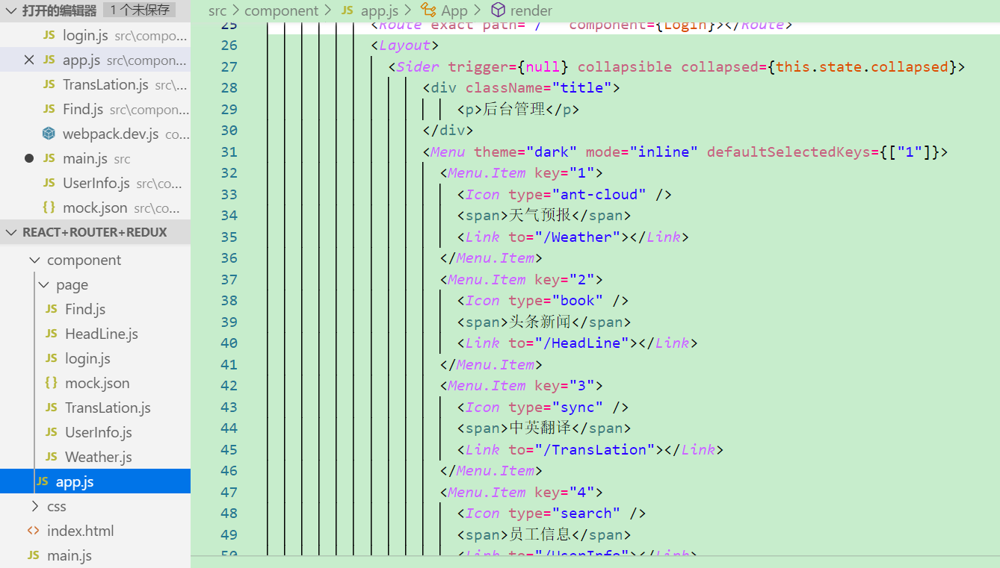 打开的编辑器 1 个未保存
JS login.js src\compo...
JS app.js src\compon...
JS TransLation.js src\...
JS Find.js src\compon...
webpack.dev.js co...
JS main.js src
JS UserInfo.js src\co...
{} mock.json src\co...
REACT+ROUTER+REDUX
component
page
JS Find.js
JS HeadLine.js
JS login.js
{} mock.json
JS TransLation.js
JS UserInfo.js
JS Weather.js
JS app.js
css
<> index.html
JS main.js
src > component > JS app.js > App > render
25 <Route exact path="/" component={Login}></Route>
26 <Layout>
27 <Sider trigger={null} collapsible collapsed={this.state.collapsed}>
28 <div className="title">
29 <p>后台管理</p>
30 </div>
31 <Menu theme="dark" mode="inline" defaultSelectedKeys={["1"]}>
32 <Menu.Item key="1">
33 <Icon type="ant-cloud" />
34 <span>天气预报</span>
35 <Link to="/Weather"></Link>
36 </Menu.Item>
37 <Menu.Item key="2">
38 <Icon type="book" />
39 <span>头条新闻</span>
40 <Link to="/HeadLine"></Link>
41 </Menu.Item>
42 <Menu.Item key="3">
43 <Icon type="sync" />
44 <span>中英翻译</span>
45 <Link to="/TransLation"></Link>
46 </Menu.Item>
47 <Menu.Item key="4">
48 <Icon type="search" />
49 <span>员工信息</span>
50 <Link to="/UserInfo"></Link>